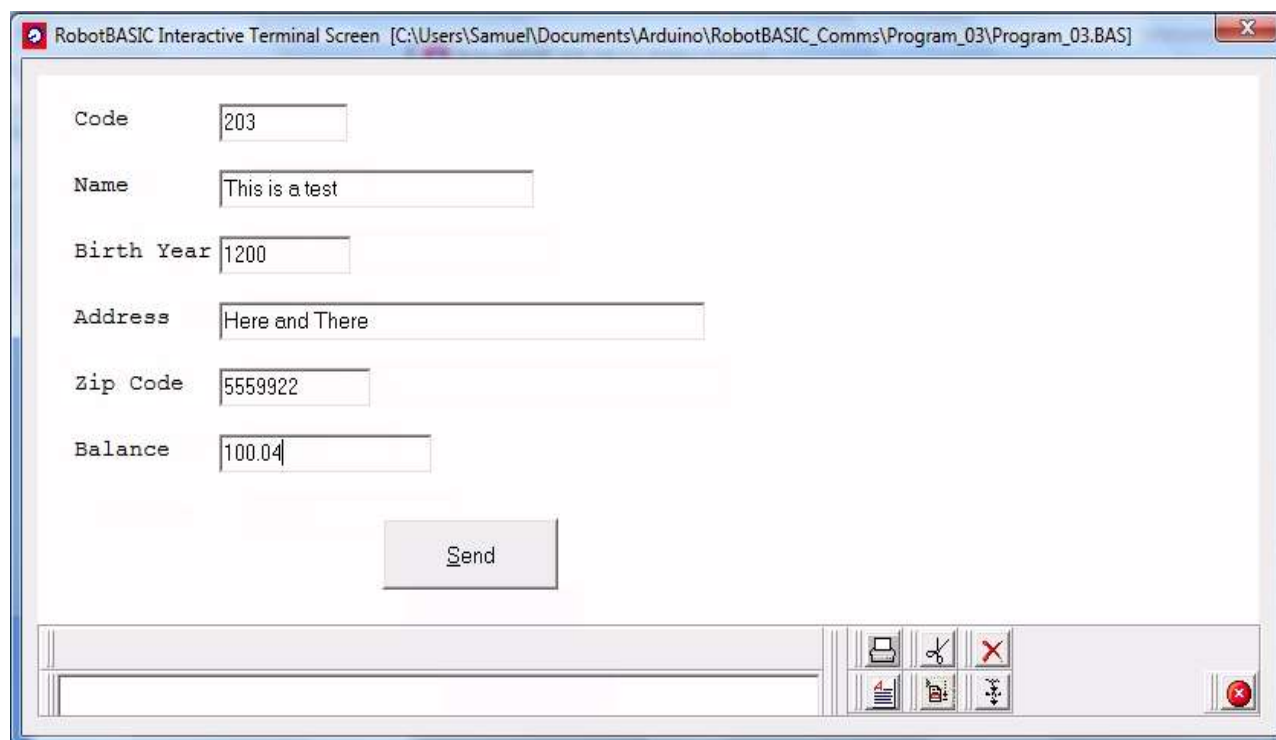 RobotBASIC Interactive Terminal Screen [C:\Users\Samuel\Documents\Arduino\RobotBASIC_Comms\Program_03\Program_03.BAS]
Code 203
Name This is a test
Birth Year 1200
Address Here and There
Zip Code 5559922
Balance 100.04
Send